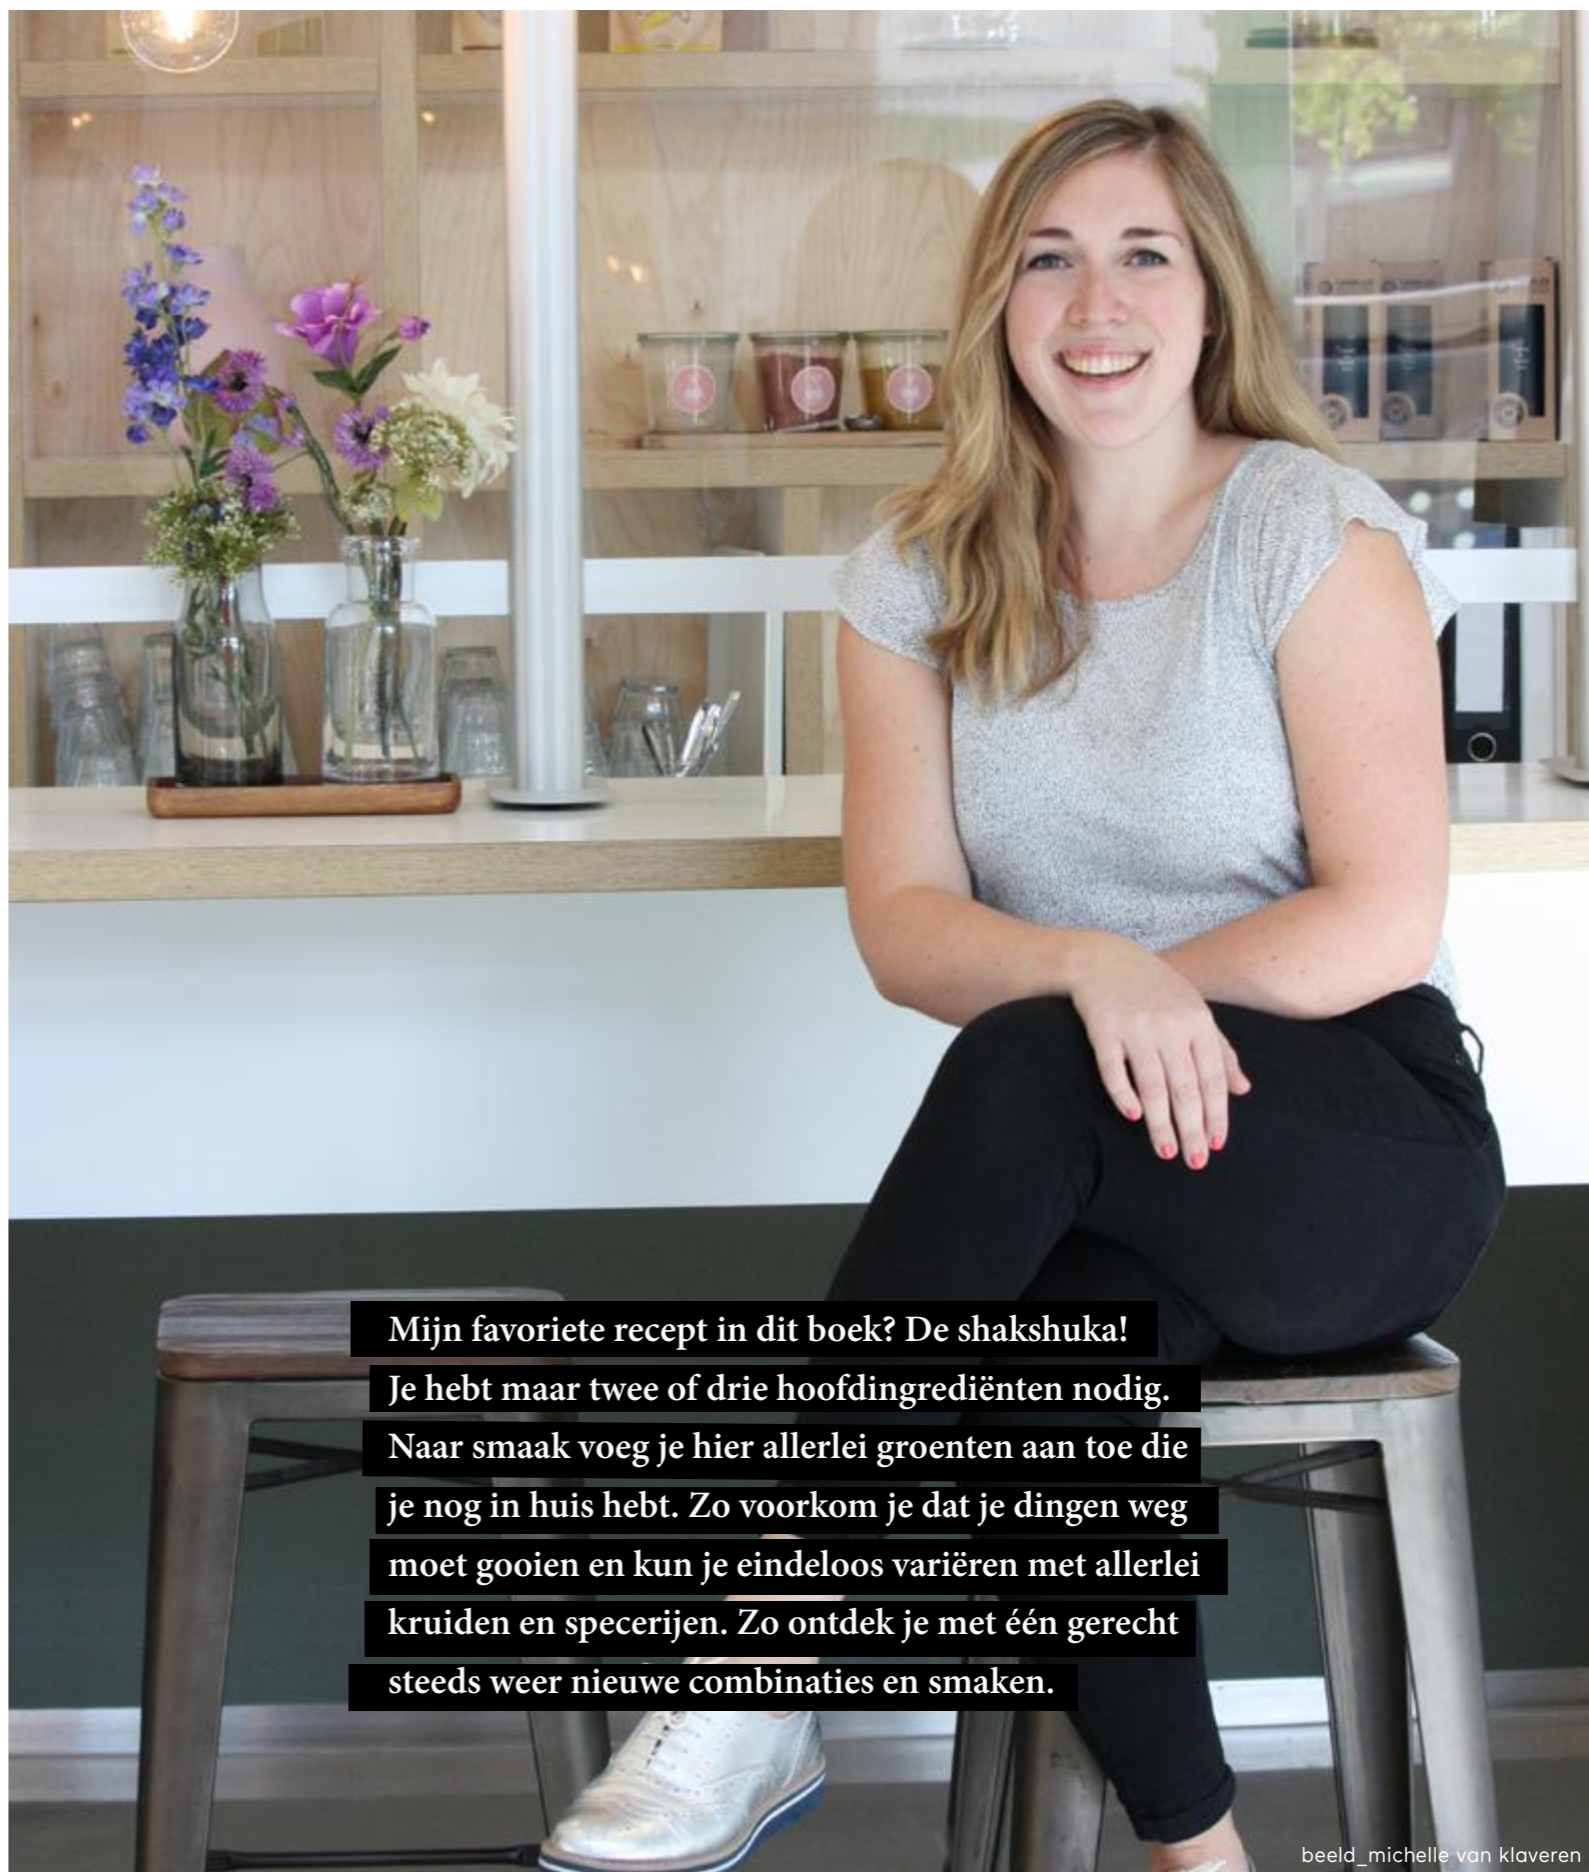 Mijn favoriete recept in dit boek? De shakshuka!
Je hebt maar twee of drie hoofdingrediënten nodig.
Naar smaak voeg je hier allerlei groenten aan toe die
je nog in huis hebt. Zo voorkom je dat je dingen weg
moet gooien en kun je eindeloos variëren met allerlei
kruiden en specerijen. Zo ontdek je met één gerecht
steeds weer nieuwe combinaties en smaken.
beeld_michelle van klaveren